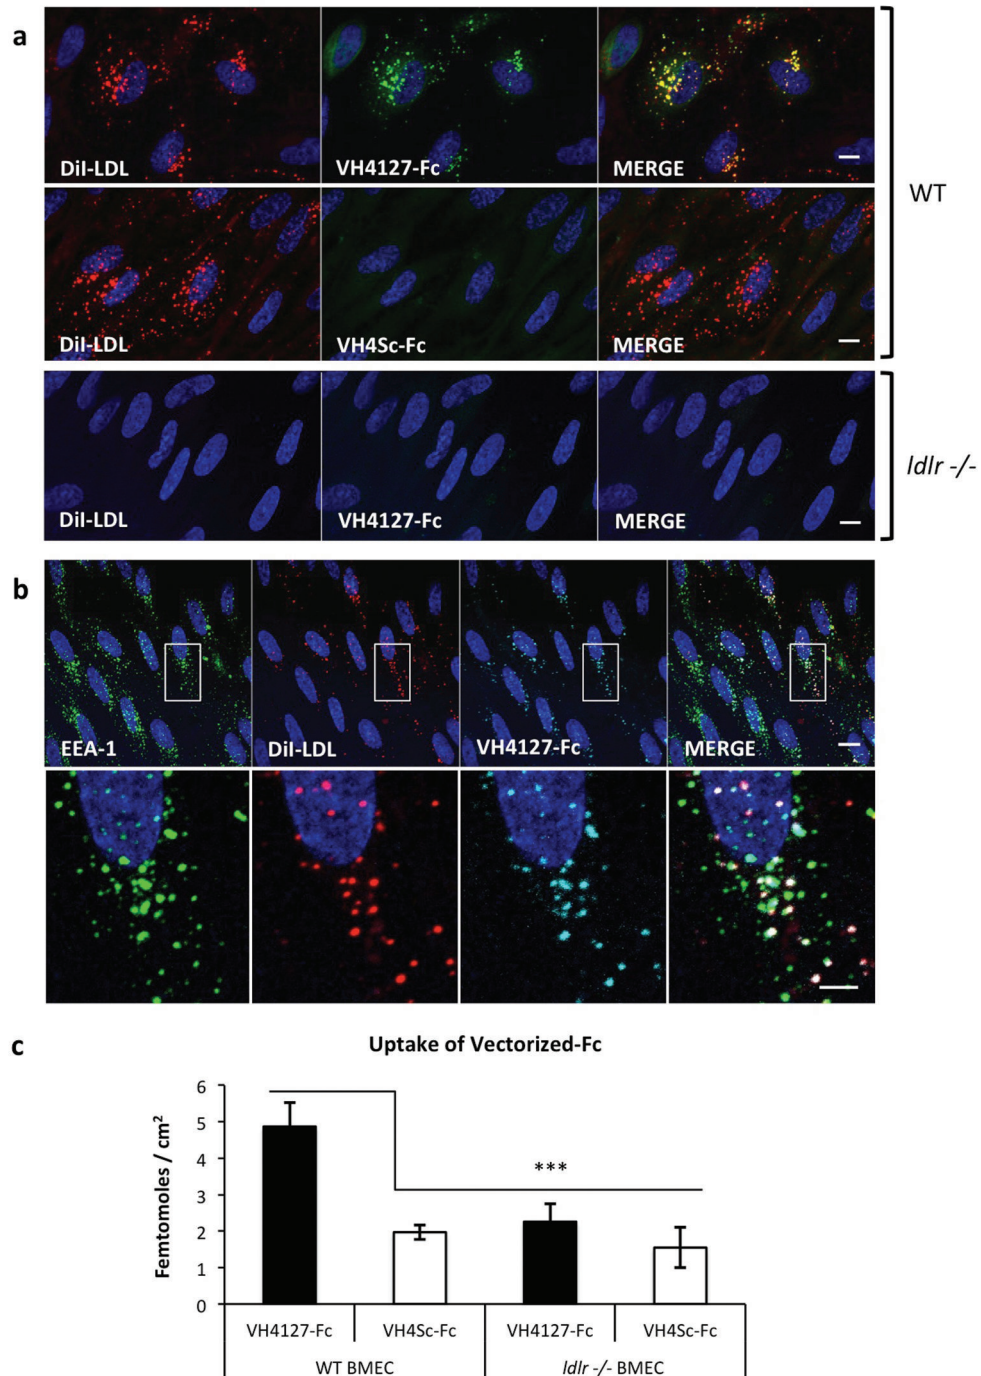 a
DiI-LDL VH4127-Fc MERGE
WT
DiI-LDL VH4Sc-Fc MERGE
DiI-LDL VH4127-Fc MERGE
ldlr -/-
b
EEA-1 DiI-LDL VH4127-Fc MERGE
c
Uptake of Vectorized-Fc
Femtomoles / cm²
6
5
4
3
2
1
0
***
VH4127-Fc VH4Sc-Fc VH4127-Fc VH4Sc-Fc
WT BMEC ldlr -/- BMEC